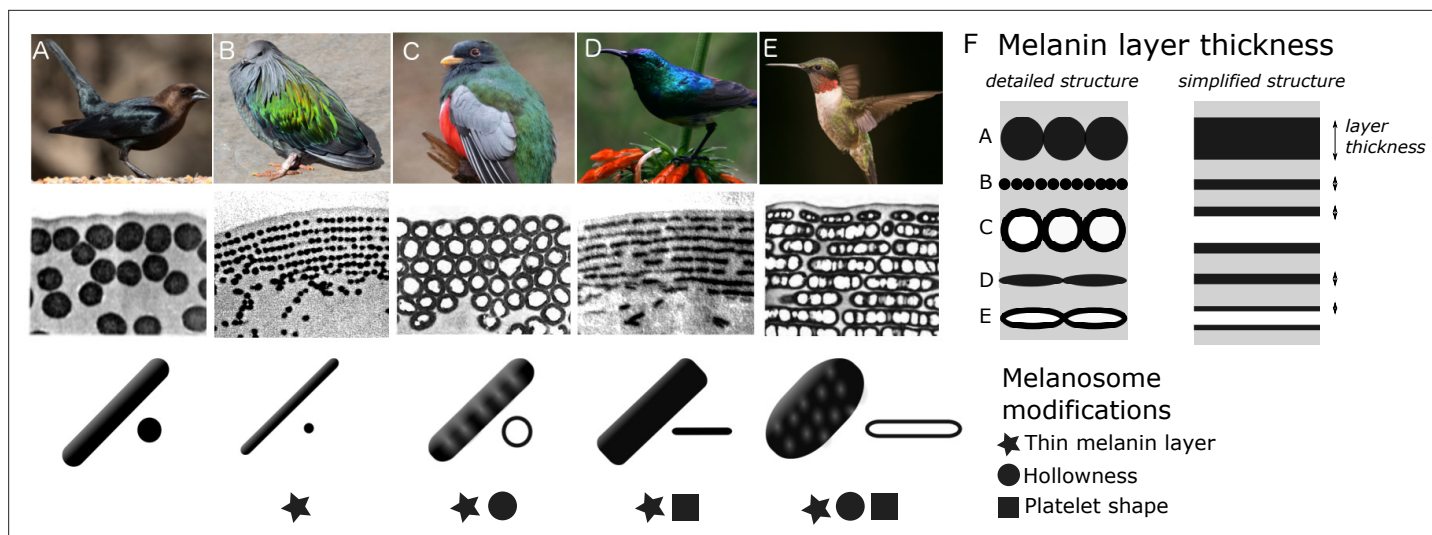 A
B
C
D
E
F Melanin layer thickness
detailed structure
simplified structure
A
layer
thickness
B
C
D
E
Melanosome
modifications
Thin melanin layer
Hollowness
Platelet shape